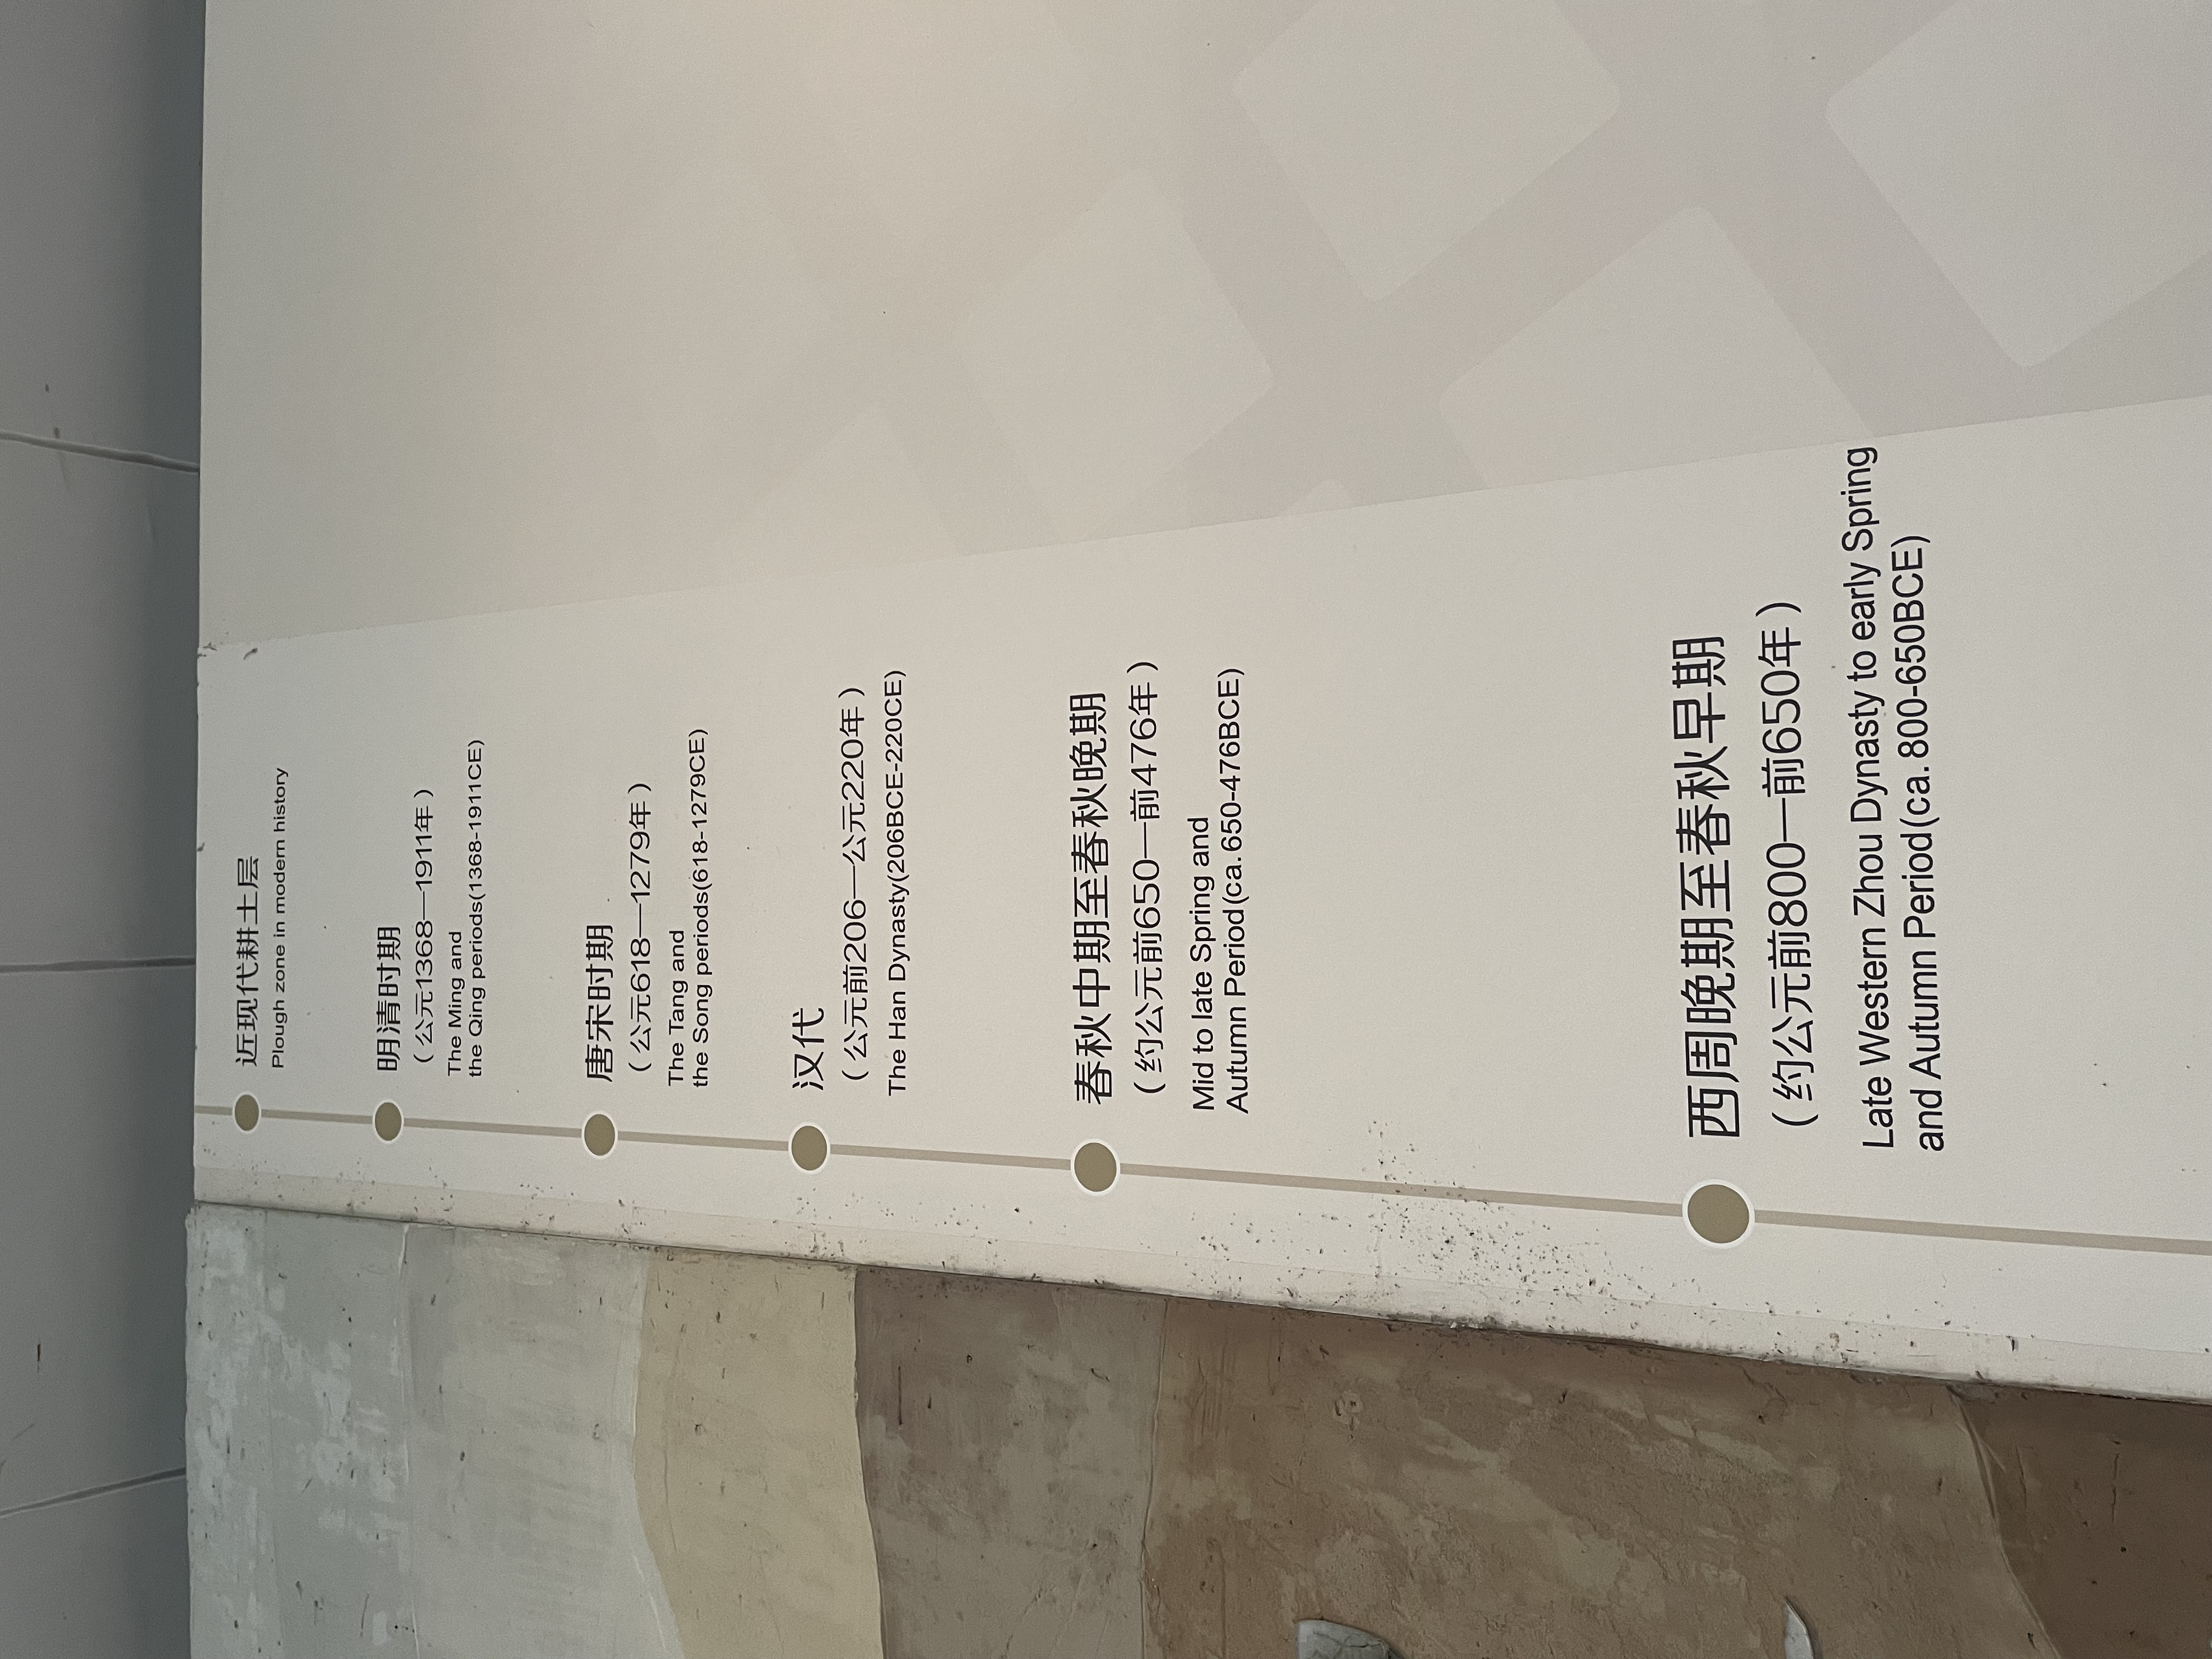 近现代耕土层
Plough zone in modern history
明清时期
（公元1368—1911年）
The Ming and
the Qing periods(1368-1911CE)
唐宋时期
（公元618—1279年）
The Tang and
the Song periods(618-1279CE)
汉代
（公元前206—公元220年）
The Han Dynasty(206BCE-220CE)
春秋中期至春秋晚期
（约公元前650—前476年）
Mid to late Spring and
Autumn Period(ca.650-476BCE)
西周晚期至春秋早期
（约公元前800—前650年）
Late Western Zhou Dynasty to early Spring
and Autumn Period(ca.800-650BCE)